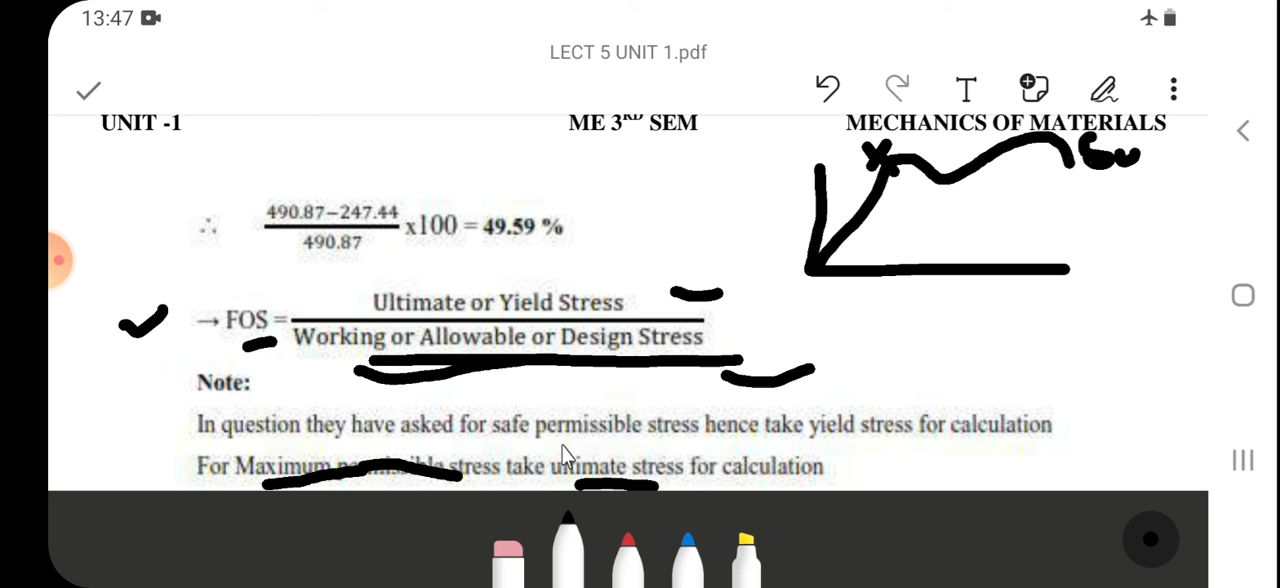 13:47
LECT 5 UNIT 1.pdf
T
UNIT -1 ME 3RD SEM MECHANICS OF MATERIALS
∴ 490.87−247.44 / 490.87 x100 = 49.59 %
→ FOS = Ultimate or Yield Stress / Working or Allowable or Design Stress
Note:
In question they have asked for safe permissible stress hence take yield stress for calculation
For Maximum permissible stress take ultimate stress for calculation